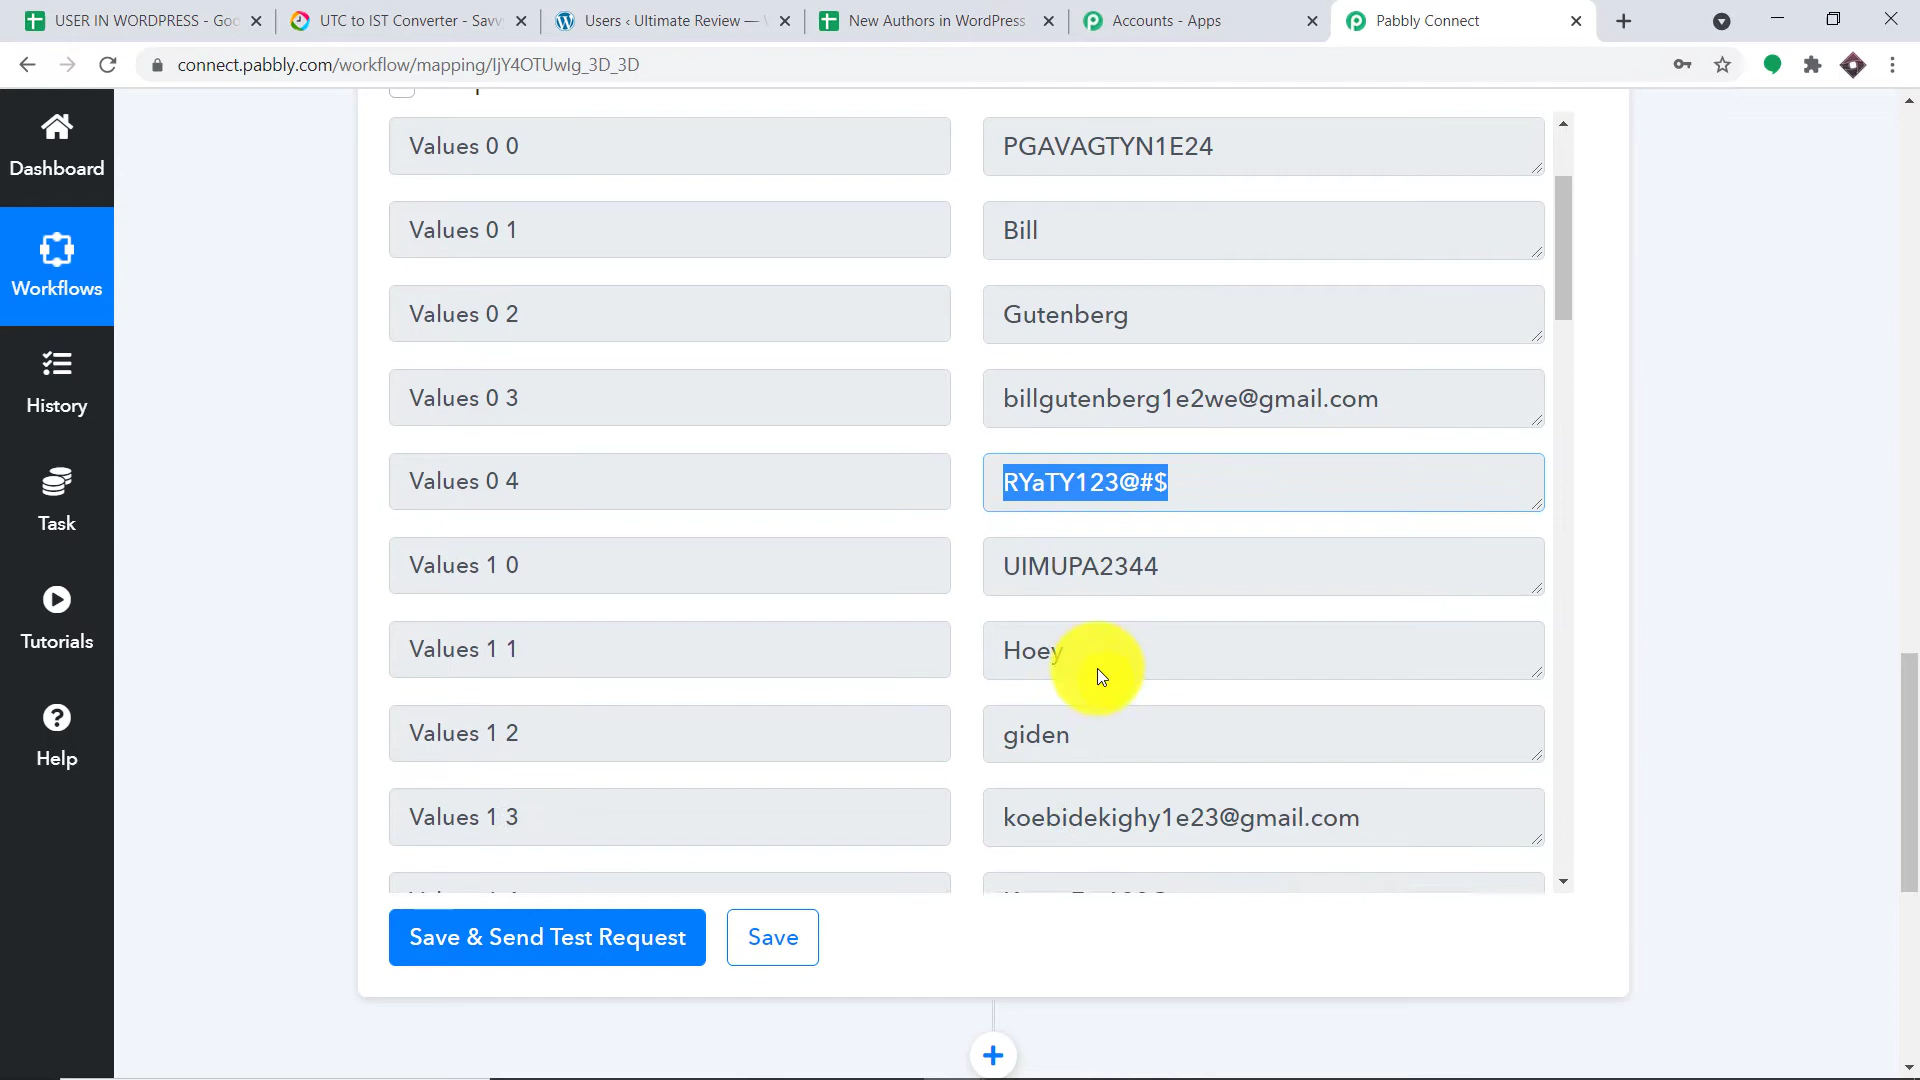 USER IN WORDPRESS - Goo
UTC to IST Converter - Savv
Users ‹ Ultimate Review —
New Authors in WordPress
Accounts - Apps
Pabbly Connect
connect.pabbly.com/workflow/mapping/IjY4OTUwIg_3D_3D
Dashboard
Workflows
History
Task
Tutorials
Help
Values 0 0
PGAVAGTYN1E24
Values 0 1
Bill
Values 0 2
Gutenberg
Values 0 3
billgutenberg1e2we@gmail.com
Values 0 4
RYaTY123@#$
Values 1 0
UIMUPA2344
Values 1 1
Hoey
Values 1 2
giden
Values 1 3
koebidekighy1e23@gmail.com
Save & Send Test Request
Save